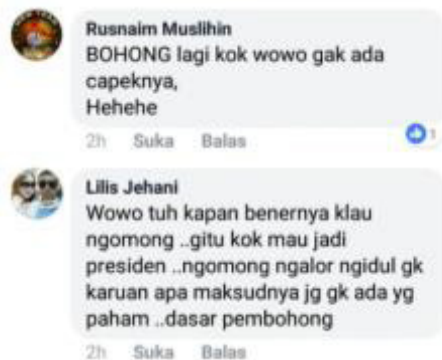 Rusnaim Muslihin
BOHONG lagi kok wowo gak ada
capeknya,
Hehehe
2h Suka Balas
1
Lilis Jehani
Wowo tuh kapan benernya klau
ngomong ..gitu kok mau jadi
presiden ..ngomong ngalor ngidul gk
karuan apa maksudnya jg gk ada yg
paham ..dasar pembohong
2h Suka Balas